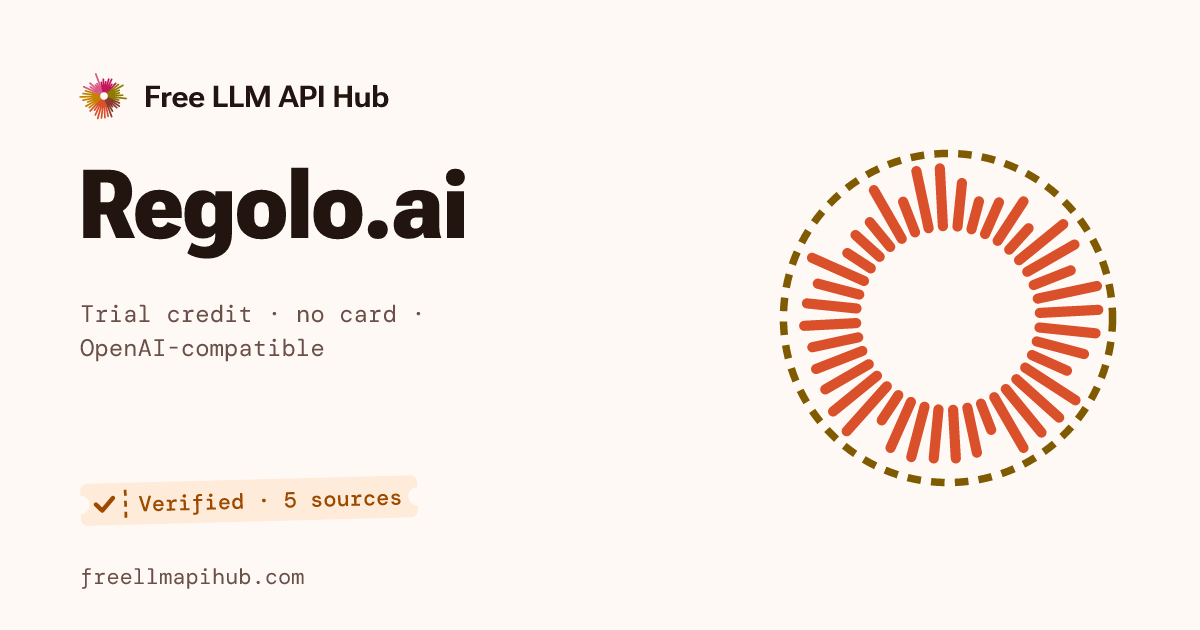 Free LLM API Hub
Regolo.ai
Trial credit · no card ·
OpenAI-compatible
Verified · 5 sources
freellmapihub.com